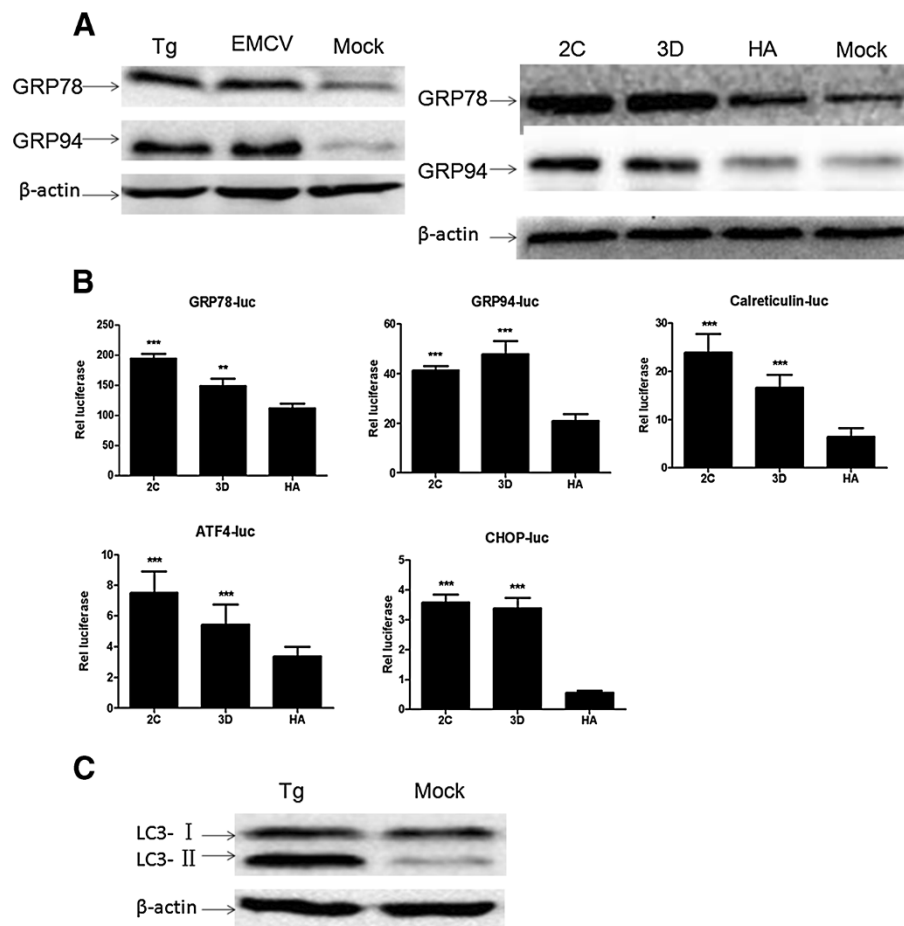 A
Tg EMCV Mock
GRP78
GRP94
β-actin
2C 3D HA Mock
GRP78
GRP94
β-actin
B
GRP78-luc
Rel luciferase
250
200
150
100
50
0
***
**
2C 3D HA
GRP94-luc
Rel luciferase
60
40
20
0
***
***
2C 3D HA
Calreticulin-luc
Rel luciferase
30
20
10
0
***
***
2C 3D HA
ATF4-luc
Rel luciferase
10
8
6
4
2
0
***
***
2C 3D HA
CHOP-luc
Rel luciferase
5
4
3
2
1
0
***
***
2C 3D HA
C
Tg Mock
LC3- Ⅰ
LC3- Ⅱ
β-actin